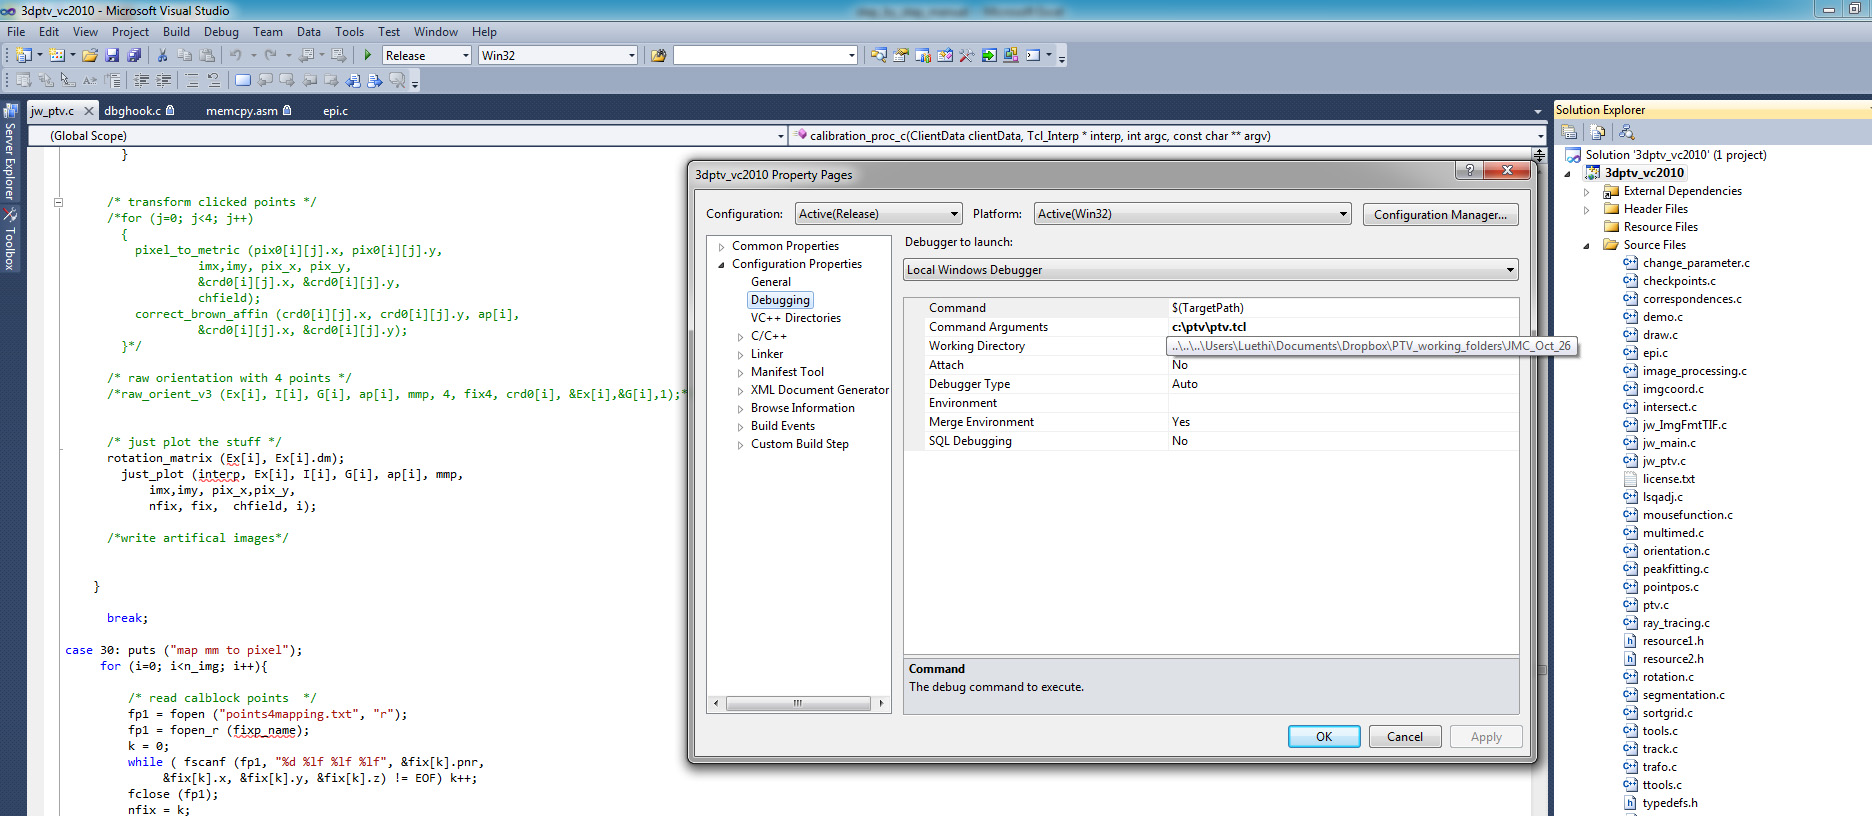 3dptv_vc2010 - Microsoft Visual Studio
File Edit View Project Build Debug Team Data Tools Test Window Help
Release Win32
jw_ptv.c dbghook.c memcpy.asm epi.c
(Global Scope) calibration_proc_c(ClientData clientData, Tcl_Interp * interp, int argc, const char ** argv)
Server Explorer
Toolbox
}
/* transform clicked points */
/*for (j=0; j<4; j++)
{
pixel_to_metric (pix0[i][j].x, pix0[i][j].y,
imx,imy, pix_x, pix_y,
&crd0[i][j].x, &crd0[i][j].y,
chfield);
correct_brown_affin (crd0[i][j].x, crd0[i][j].y, ap[i],
&crd0[i][j].x, &crd0[i][j].y);
}*/
/* raw orientation with 4 points */
/*raw_orient_v3 (Ex[i], I[i], G[i], ap[i], mmp, 4, fix4, crd0[i], &Ex[i],&G[i],1);*
/* just plot the stuff */
rotation_matrix (Ex[i], Ex[i].dm);
just_plot (interp, Ex[i], I[i], G[i], ap[i], mmp,
imx,imy, pix_x,pix_y,
nfix, fix, chfield, i);
/*write artifical images*/
}
break;
case 30: puts ("map mm to pixel");
for (i=0; i<n_img; i++){
/* read calblock points */
fp1 = fopen ("points4mapping.txt", "r");
fp1 = fopen_r (fixp_name);
k = 0;
while ( fscanf (fp1, "%d %lf %lf %lf", &fix[k].pnr,
&fix[k].x, &fix[k].y, &fix[k].z) != EOF) k++;
fclose (fp1);
nfix = k;
3dptv_vc2010 Property Pages
Configuration: Active(Release) Platform: Active(Win32) Configuration Manager...
Common Properties
Configuration Properties
General
Debugging
VC++ Directories
C/C++
Linker
Manifest Tool
XML Document Generator
Browse Information
Build Events
Custom Build Step
Debugger to launch:
Local Windows Debugger
Command $(TargetPath)
Command Arguments c:\ptv\ptv.tcl
Working Directory ..\..\..\Users\Luethi\Documents\Dropbox\PTV_working_folders\JMC_Oct_26
Attach No
Debugger Type Auto
Environment
Merge Environment Yes
SQL Debugging No
Command
The debug command to execute.
OK Cancel Apply
Solution Explorer
Solution '3dptv_vc2010' (1 project)
3dptv_vc2010
External Dependencies
Header Files
Resource Files
Source Files
change_parameter.c
checkpoints.c
correspondences.c
demo.c
draw.c
epi.c
image_processing.c
imgcoord.c
intersect.c
jw_ImgFmtTIF.c
jw_main.c
jw_ptv.c
license.txt
lsqadj.c
mousefunction.c
multimed.c
orientation.c
peakfitting.c
pointpos.c
ptv.c
ray_tracing.c
resource1.h
resource2.h
rotation.c
segmentation.c
sortgrid.c
tools.c
track.c
trafo.c
ttools.c
typedefs.h